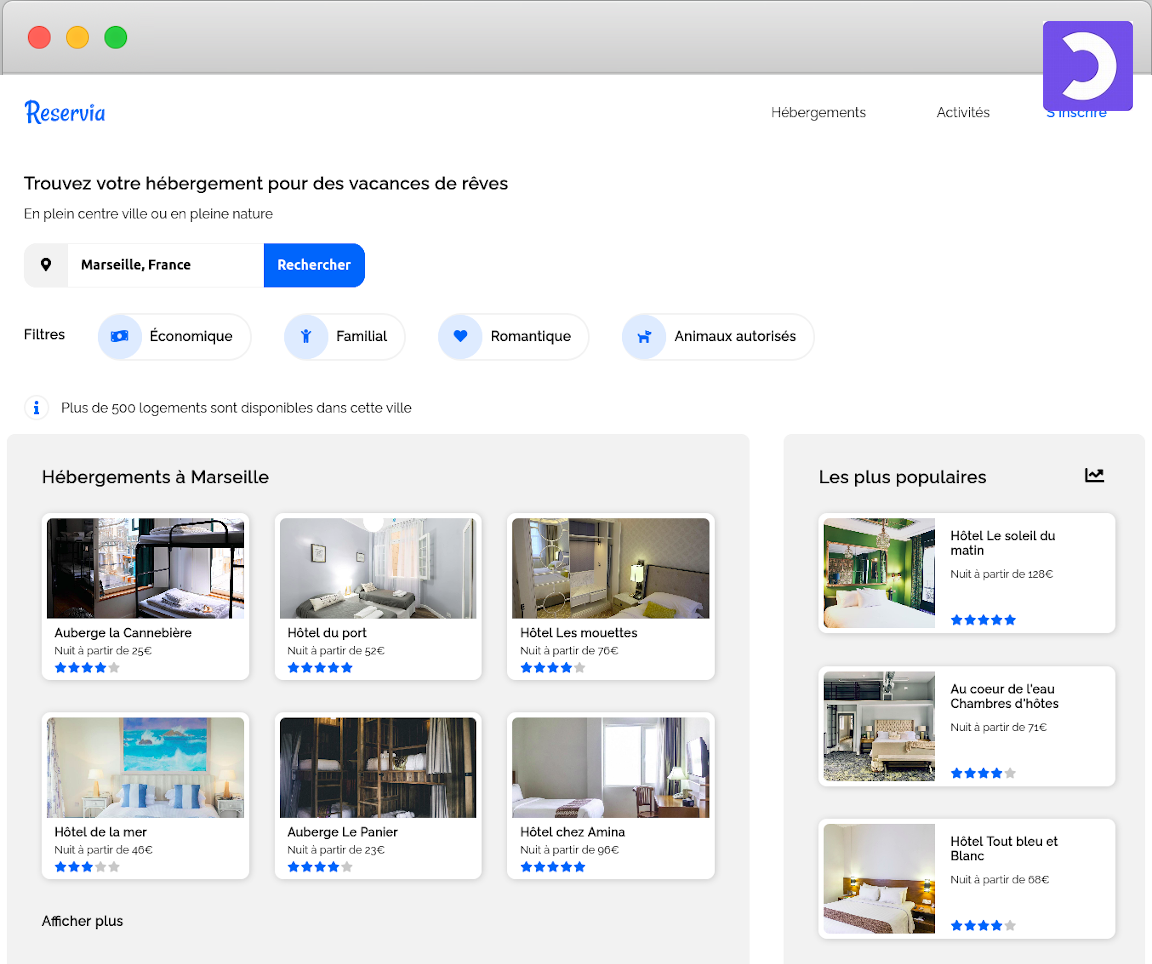 Reservia
Hébergements
Activités
S'inscrire
Trouvez votre hébergement pour des vacances de rêves
En plein centre ville ou en pleine nature
Marseille, France
Rechercher
Filtres
Économique
Familial
Romantique
Animaux autorisés
Plus de 500 logements sont disponibles dans cette ville
Hébergements à Marseille
Auberge la Cannebière
Nuit à partir de 25€
Hôtel du port
Nuit à partir de 52€
Hôtel Les mouettes
Nuit à partir de 76€
Hôtel de la mer
Nuit à partir de 46€
Auberge Le Panier
Nuit à partir de 23€
Hôtel chez Amina
Nuit à partir de 96€
Afficher plus
Les plus populaires
Hôtel Le soleil du
matin
Nuit à partir de 128€
Au coeur de l'eau
Chambres d'hôtes
Nuit à partir de 71€
Hôtel Tout bleu et
Blanc
Nuit à partir de 68€